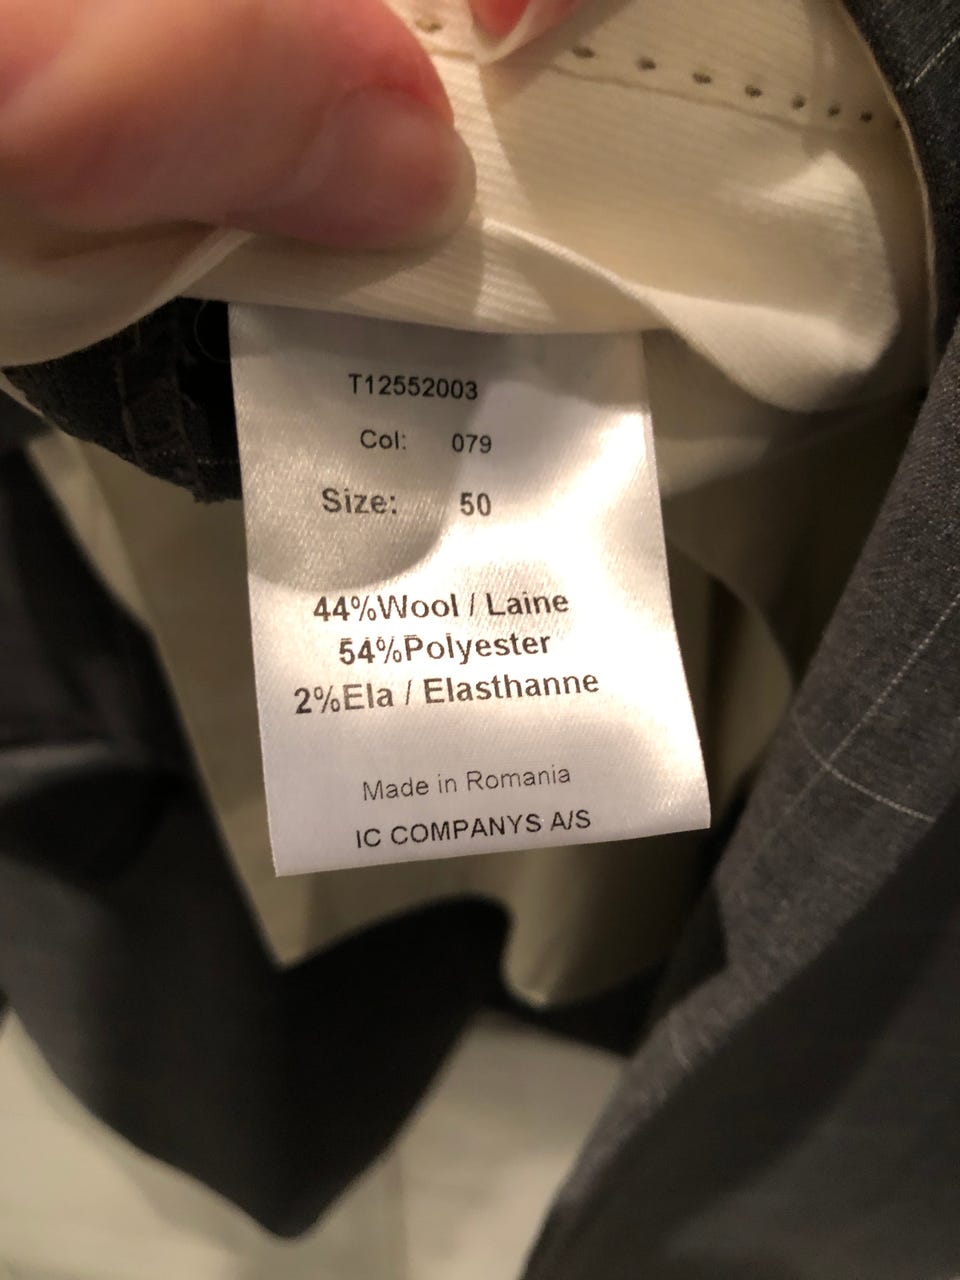 T12552003
Col: 079
Size: 50
44%Wool / Laine
54%Polyester
2%Ela / Elasthanne
Made in Romania
IC COMPANYS A/S